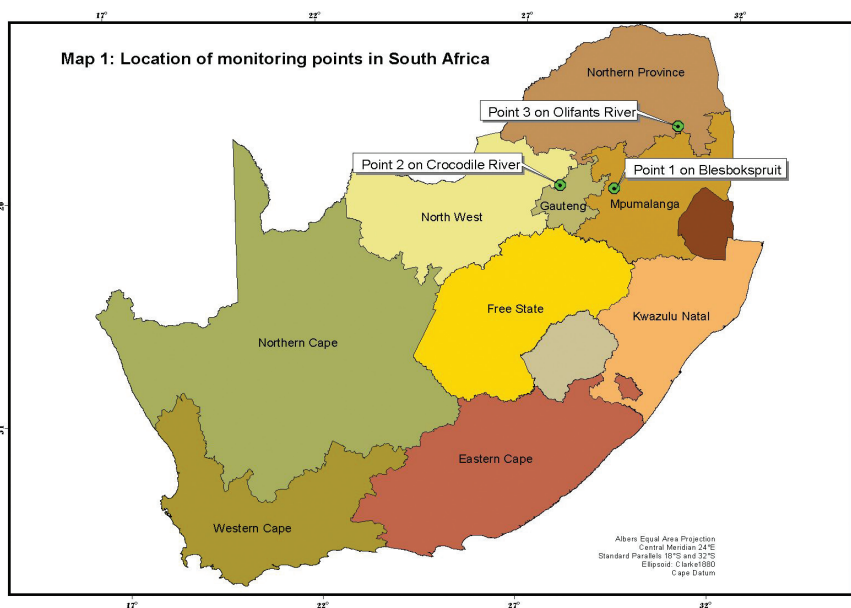 17° 22° 27° 32°
Map 1: Location of monitoring points in South Africa
Northern Province
Point 3 on Olifants River
Point 2 on Crocodile River
Point 1 on Blesbokspruit
Gauteng
Mpumalanga
North West
Free State
Kwazulu Natal
Northern Cape
Eastern Cape
Western Cape
Albers Equal Area Projection
Central Meridian 24°E
Standard Parallels 18°S and 32°S
Ellipsoid: Clarke1880
Cape Datum
17° 22° 27° 32°